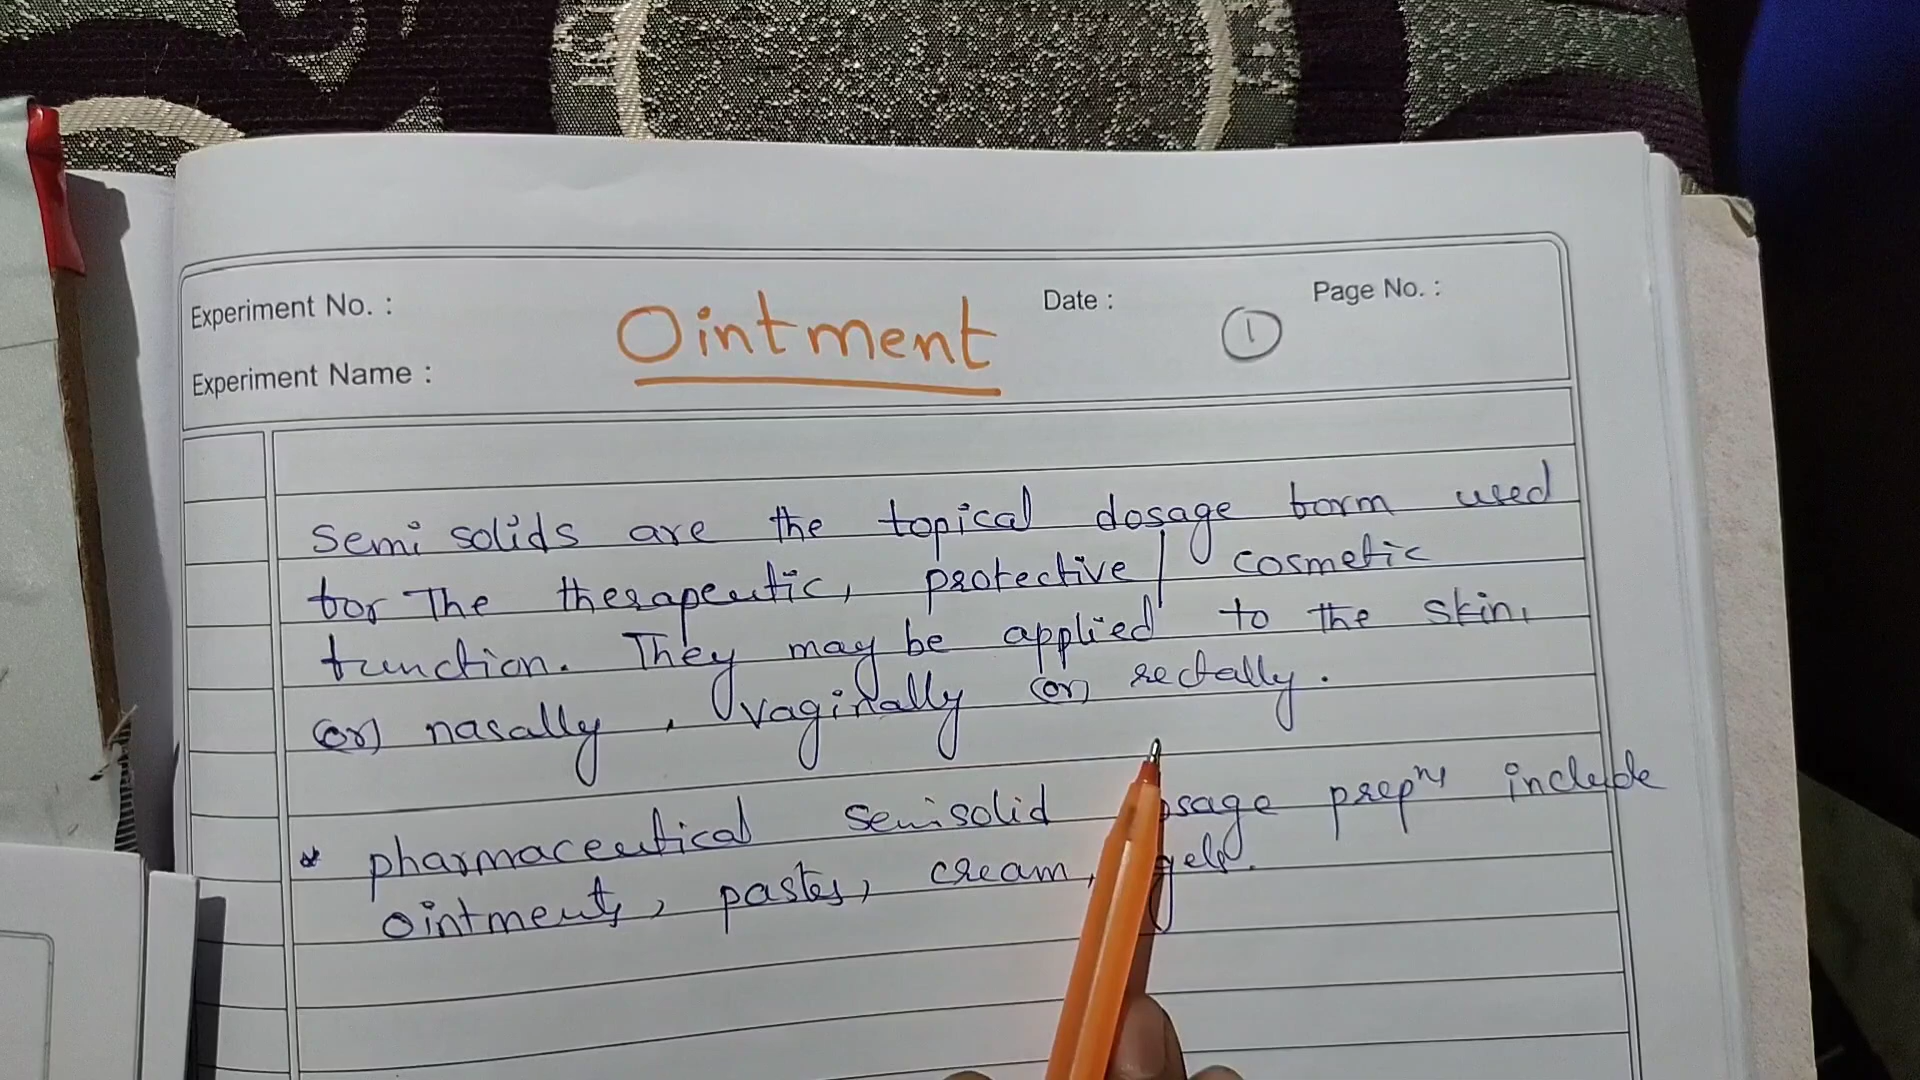 Experiment No. :
Ointment
Date :
Page No. :
1
Experiment Name :
Semi solids are the topical dosage form used
for The therapeutic, protective / cosmetic
function. They may be applied to the skin,
(or) nasally, vaginally (or) rectally.
* pharmaceutical semisolid prepns include
ointments, pastes, cream, gels.